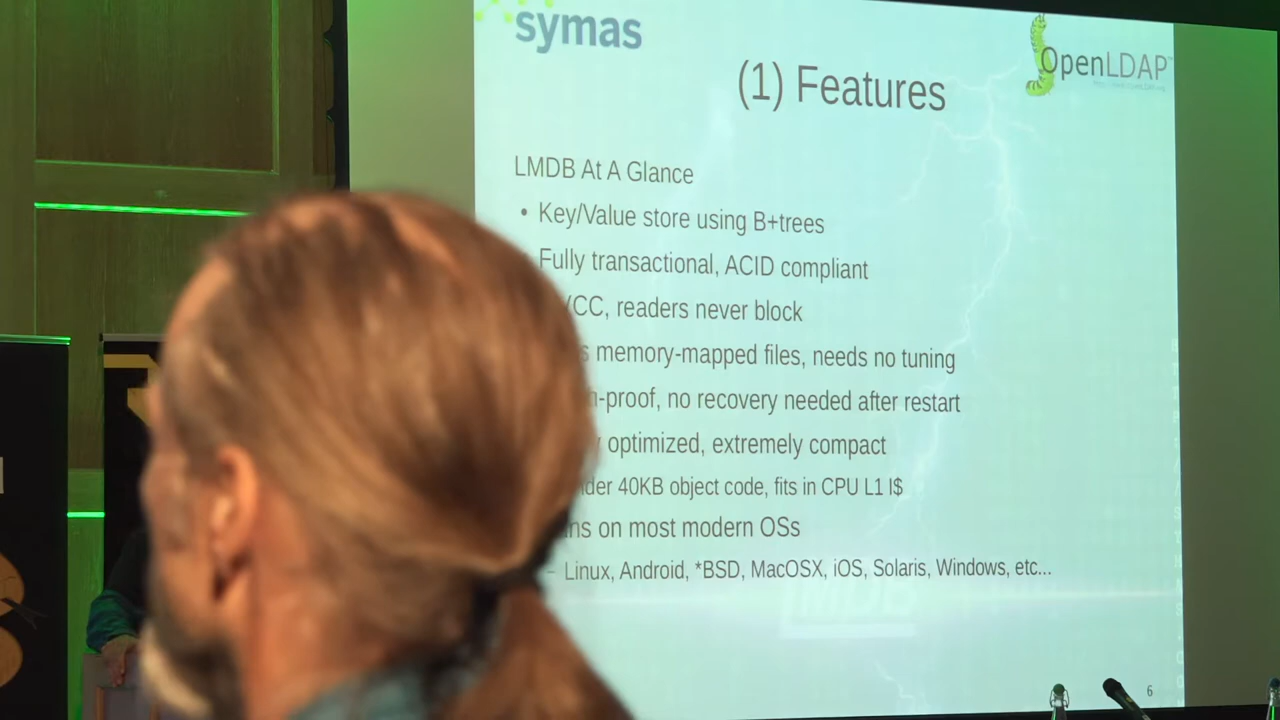 symas
OpenLDAP
(1) Features
LMDB At A Glance
• Key/Value store using B+trees
Fully transactional, ACID compliant
CC, readers never block
s memory-mapped files, needs no tuning
-proof, no recovery needed after restart
optimized, extremely compact
der 40KB object code, fits in CPU L1 I$
ns on most modern OSs
– Linux, Android, *BSD, MacOSX, iOS, Solaris, Windows, etc...
6